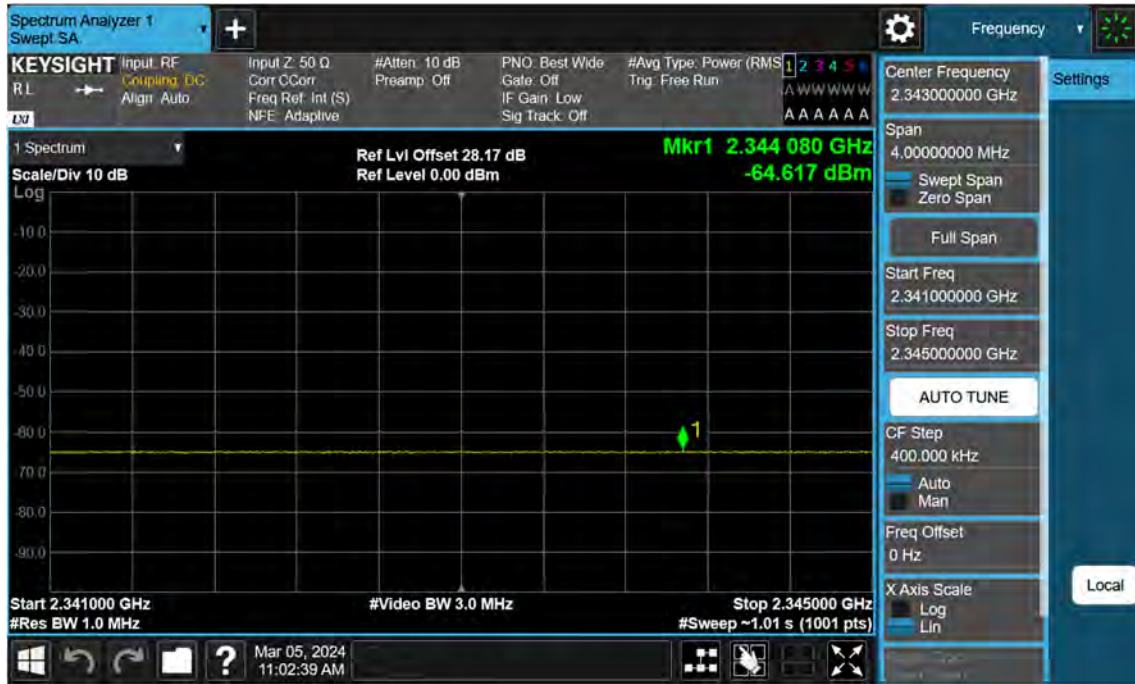 Spectrum Analyzer 1
Swept SA
Frequency
KEYSIGHT
RL
LXI
Input: RF
Coupling: DC
Align: Auto
Input Z: 50 Ω
Corr CCorr
Freq Ref: Int (S)
NFE: Adaptive
#Atten: 10 dB
Preamp: Off
PNO: Best Wide
Gate: Off
IF Gain: Low
Sig Track: Off
#Avg Type: Power (RMS
Trig: Free Run
1 2 3 4 5 6
A W W W W W
A A A A A A
1 Spectrum
Scale/Div 10 dB
Ref Lvl Offset 28.17 dB
Ref Level 0.00 dBm
Mkr1 2.344 080 GHz
-64.617 dBm
Log
-10.0
-20.0
-30.0
-40.0
-50.0
-60.0
-70.0
-80.0
-90.0
1
Start 2.341000 GHz
#Res BW 1.0 MHz
#Video BW 3.0 MHz
Stop 2.345000 GHz
#Sweep ~1.01 s (1001 pts)
Mar 05, 2024
11:02:39 AM
Center Frequency
2.343000000 GHz
Span
4.00000000 MHz
Swept Span
Zero Span
Full Span
Start Freq
2.341000000 GHz
Stop Freq
2.345000000 GHz
AUTO TUNE
CF Step
400.000 kHz
Auto
Man
Freq Offset
0 Hz
X Axis Scale
Log
Lin
Settings
Local